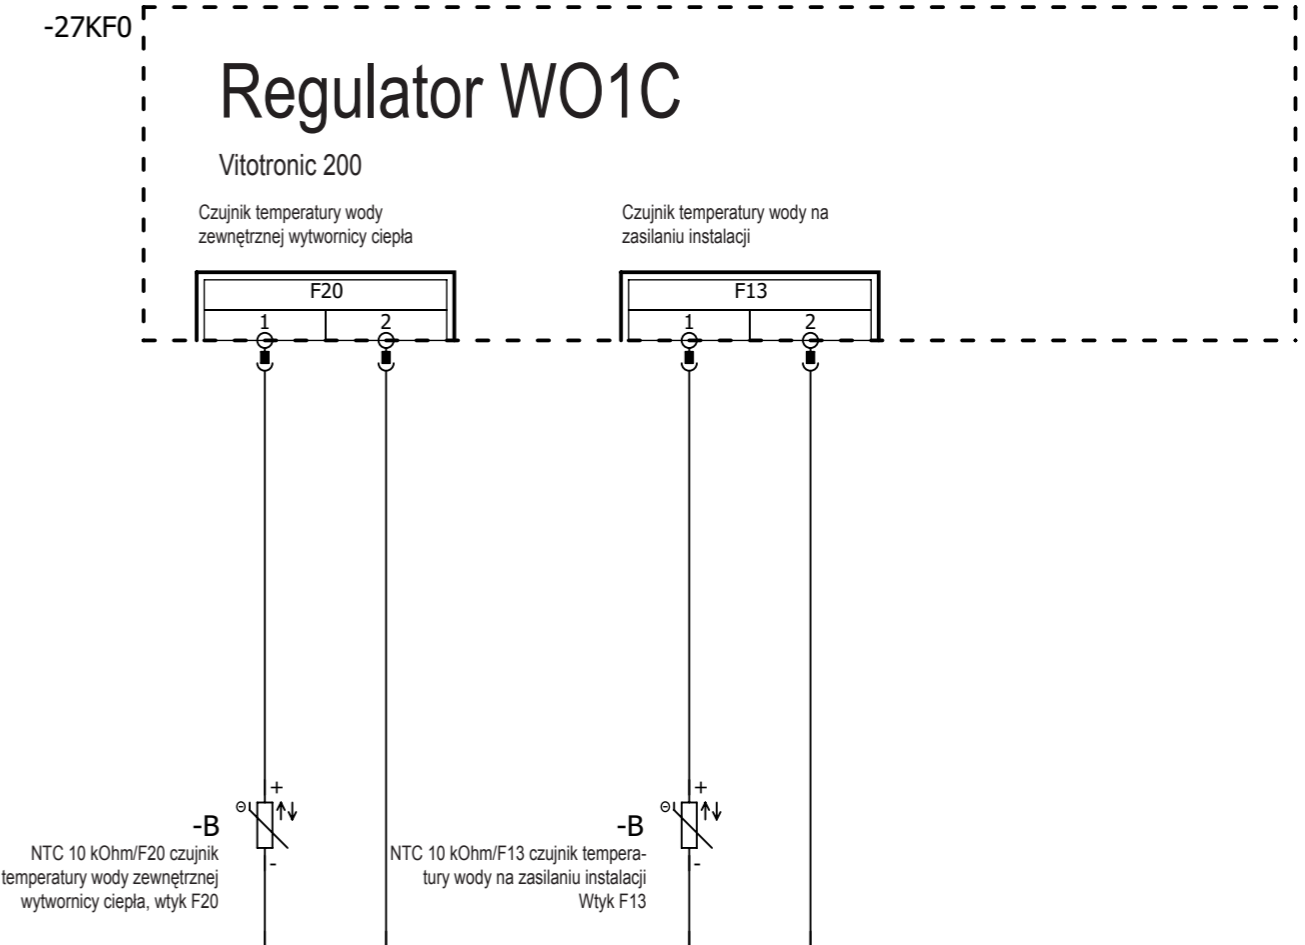 -27KF0
Regulator WO1C
Vitotronic 200
Czujnik temperatury wody
zewnętrznej wytwornicy ciepła
Czujnik temperatury wody na
zasilaniu instalacji
F20
1 2
F13
1 2
+
Θ
-B
-
NTC 10 kOhm/F20 czujnik
temperatury wody zewnętrznej
wytwornicy ciepła, wtyk F20
+
Θ
-B
-
NTC 10 kOhm/F13 czujnik tempera-
tury wody na zasilaniu instalacji
Wtyk F13